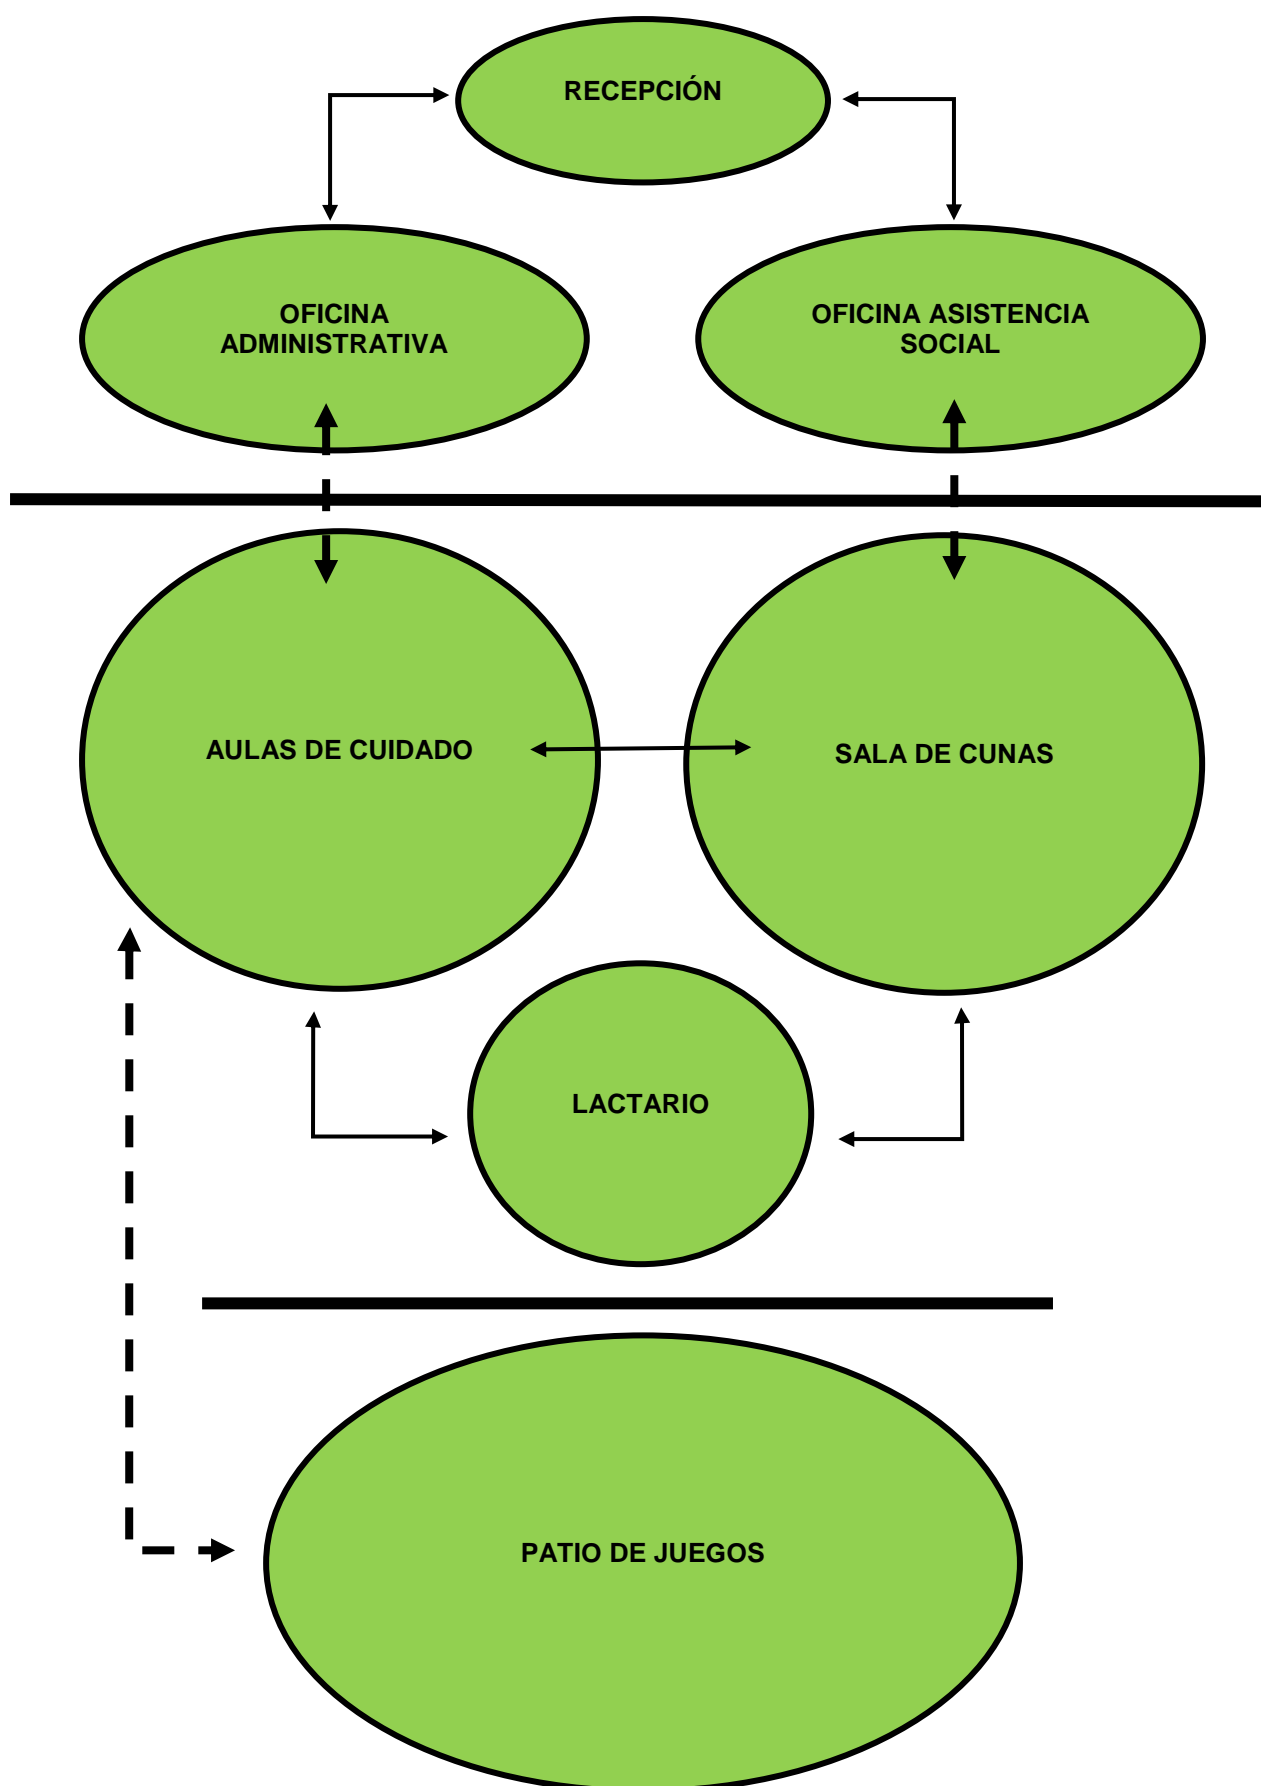 RECEPCIÓN
OFICINA
ADMINISTRATIVA
OFICINA ASISTENCIA
SOCIAL
AULAS DE CUIDADO
SALA DE CUNAS
LACTARIO
PATIO DE JUEGOS